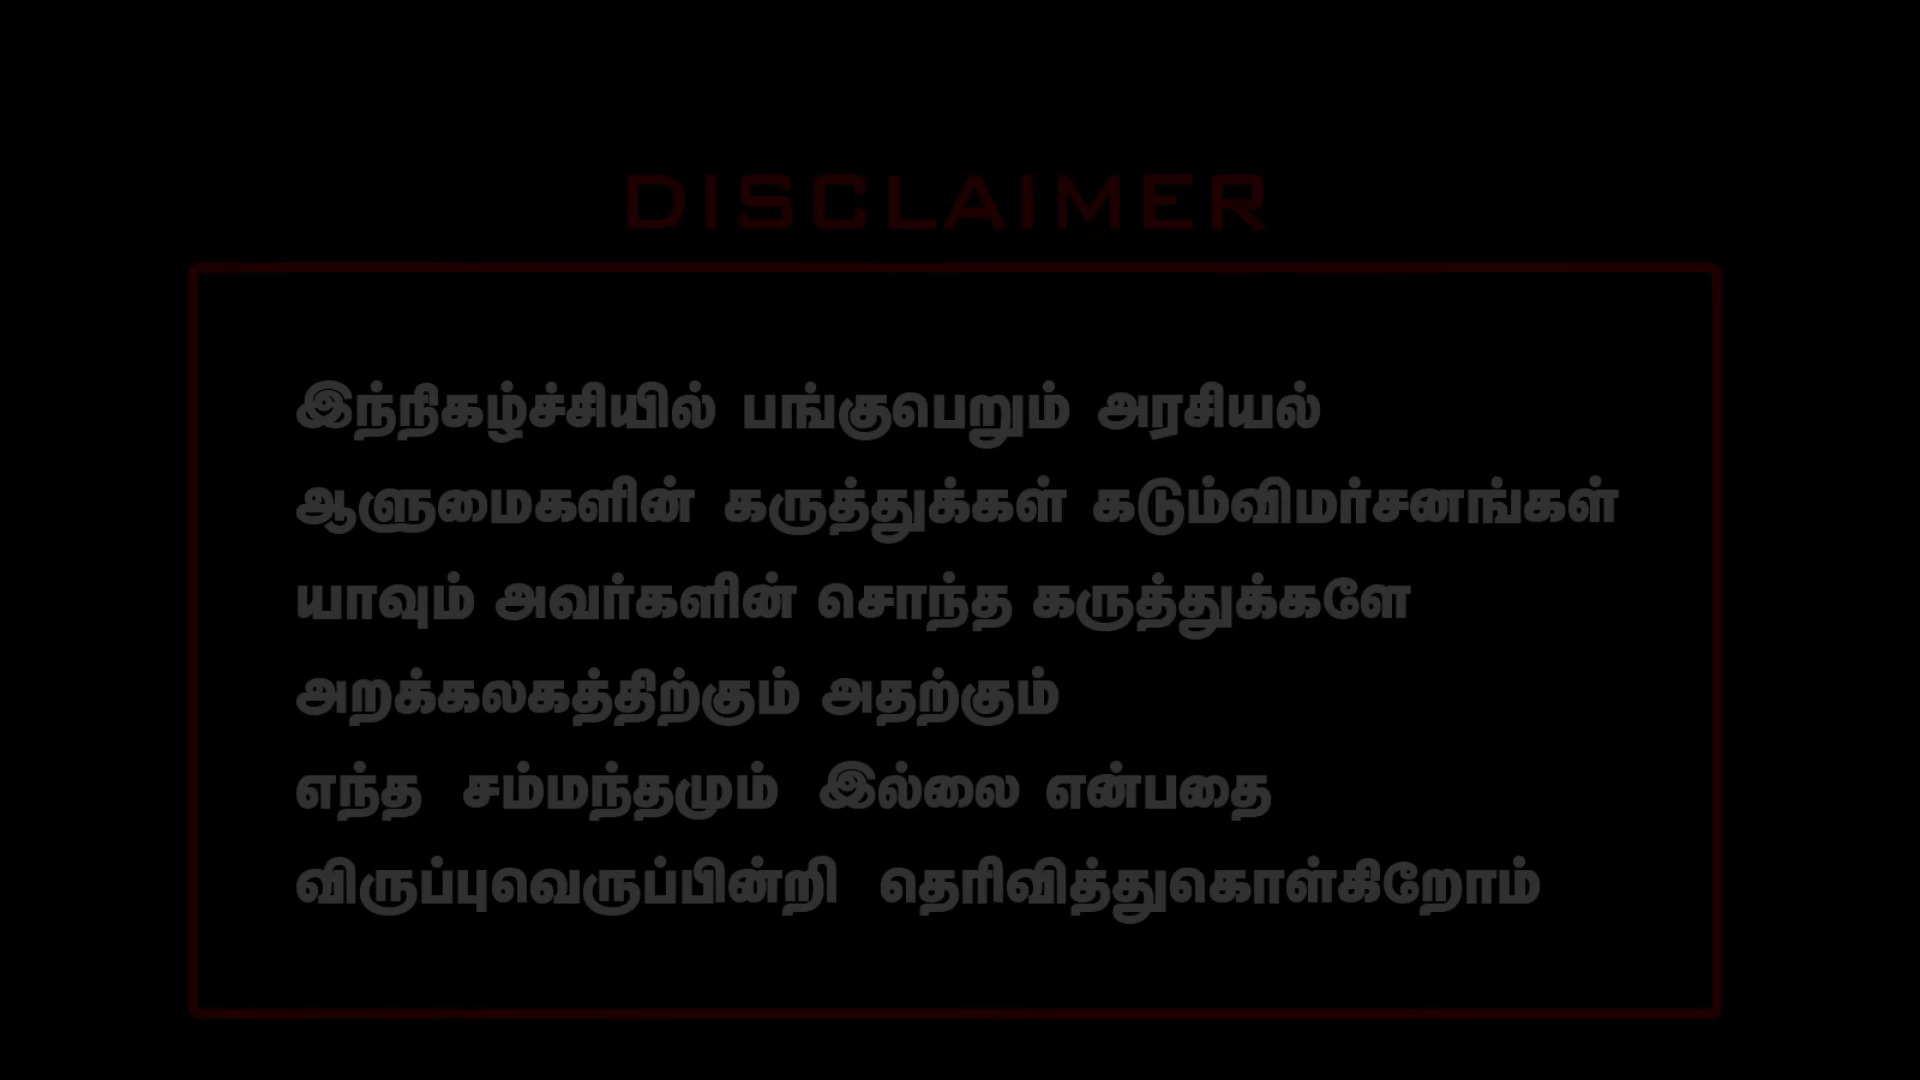 DISCLAIMER
இந்நிகழ்ச்சியில் பங்குபெறும் அரசியல்
ஆளுமைகளின் கருத்துக்கள் கடும்விமர்சனங்கள்
யாவும் அவர்களின் சொந்த கருத்துக்களே
அறக்கலகத்திற்கும் அதற்கும்
எந்த சம்மந்தமும் இல்லை என்பதை
விருப்புவெருப்பின்றி தெரிவித்துகொள்கிறோம்